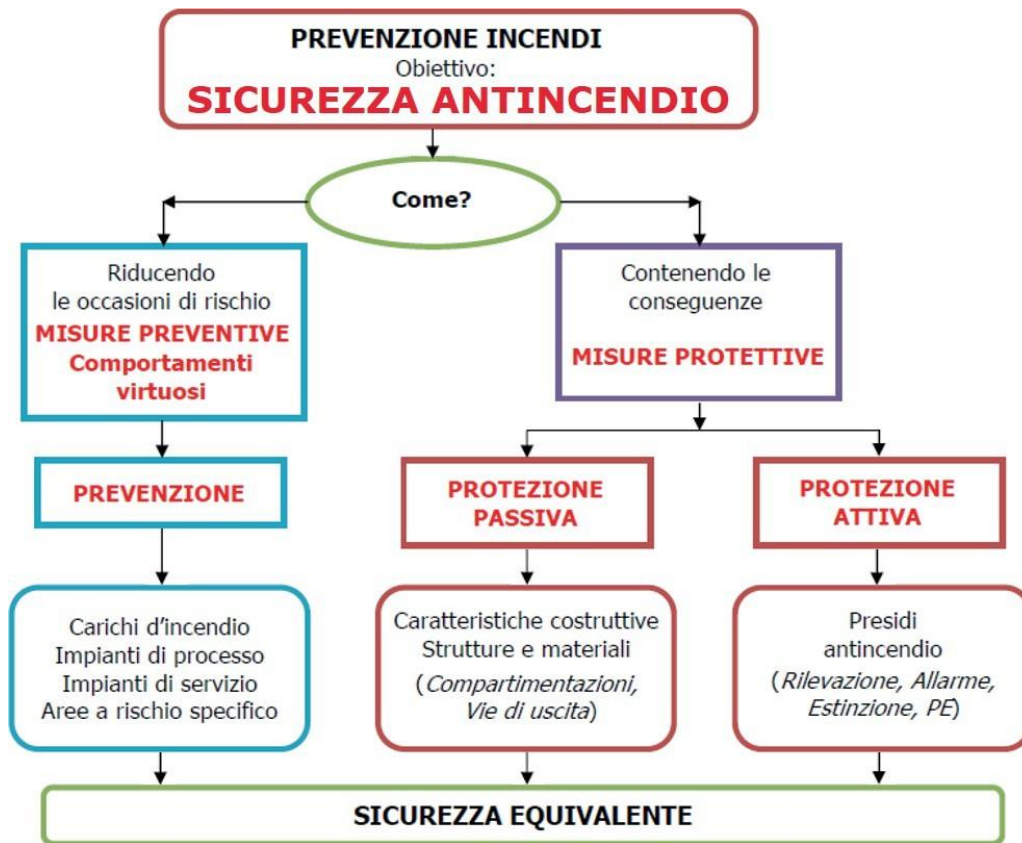 PREVENZIONE INCENDI
Obiettivo:
SICUREZZA ANTINCENDIO
Come?
Riducendo
le occasioni di rischio
MISURE PREVENTIVE
Comportamenti
virtuosi
Contenendo le
conseguenze
MISURE PROTETTIVE
PREVENZIONE
PROTEZIONE
PASSIVA
PROTEZIONE
ATTIVA
Carichi d'incendio
Impianti di processo
Impianti di servizio
Aree a rischio specifico
Caratteristiche costruttive
Strutture e materiali
(Compartimentazioni,
Vie di uscita)
Presidi
antincendio
(Rilevazione, Allarme,
Estinzione, PE)
SICUREZZA EQUIVALENTE